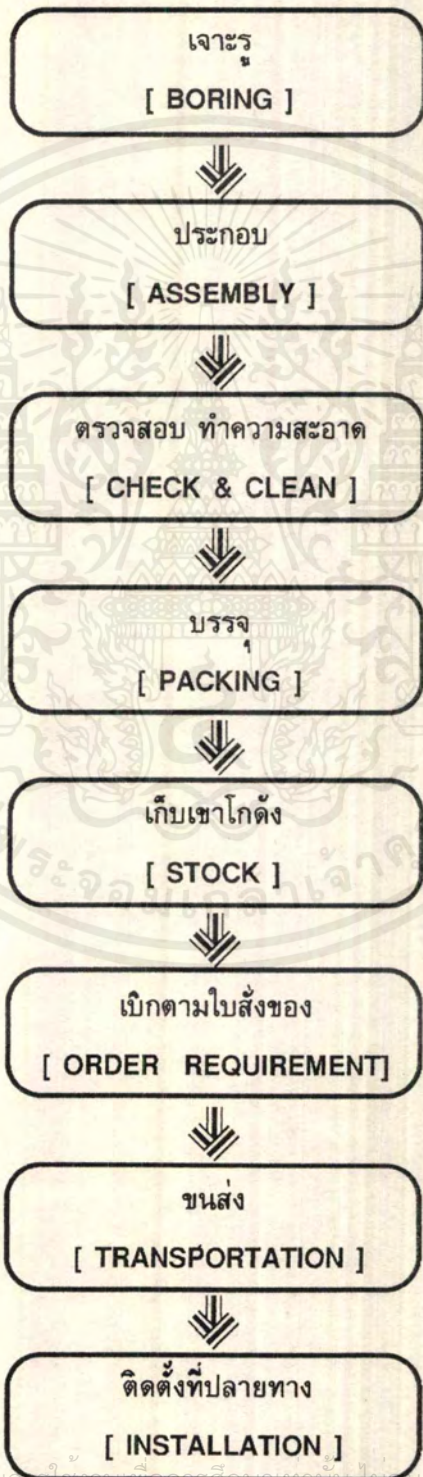 เจาะรู
[ BORING ]
ประกอบ
[ ASSEMBLY ]
ตรวจสอบ ทำความสะอาด
[ CHECK & CLEAN ]
บรรจุ
[ PACKING ]
เก็บเขาโกดัง
[ STOCK ]
เบิกตามใบสั่งของ
[ ORDER REQUIREMENT]
ขนส่ง
[ TRANSPORTATION ]
ติดตั้งที่ปลายทาง
[ INSTALLATION ]